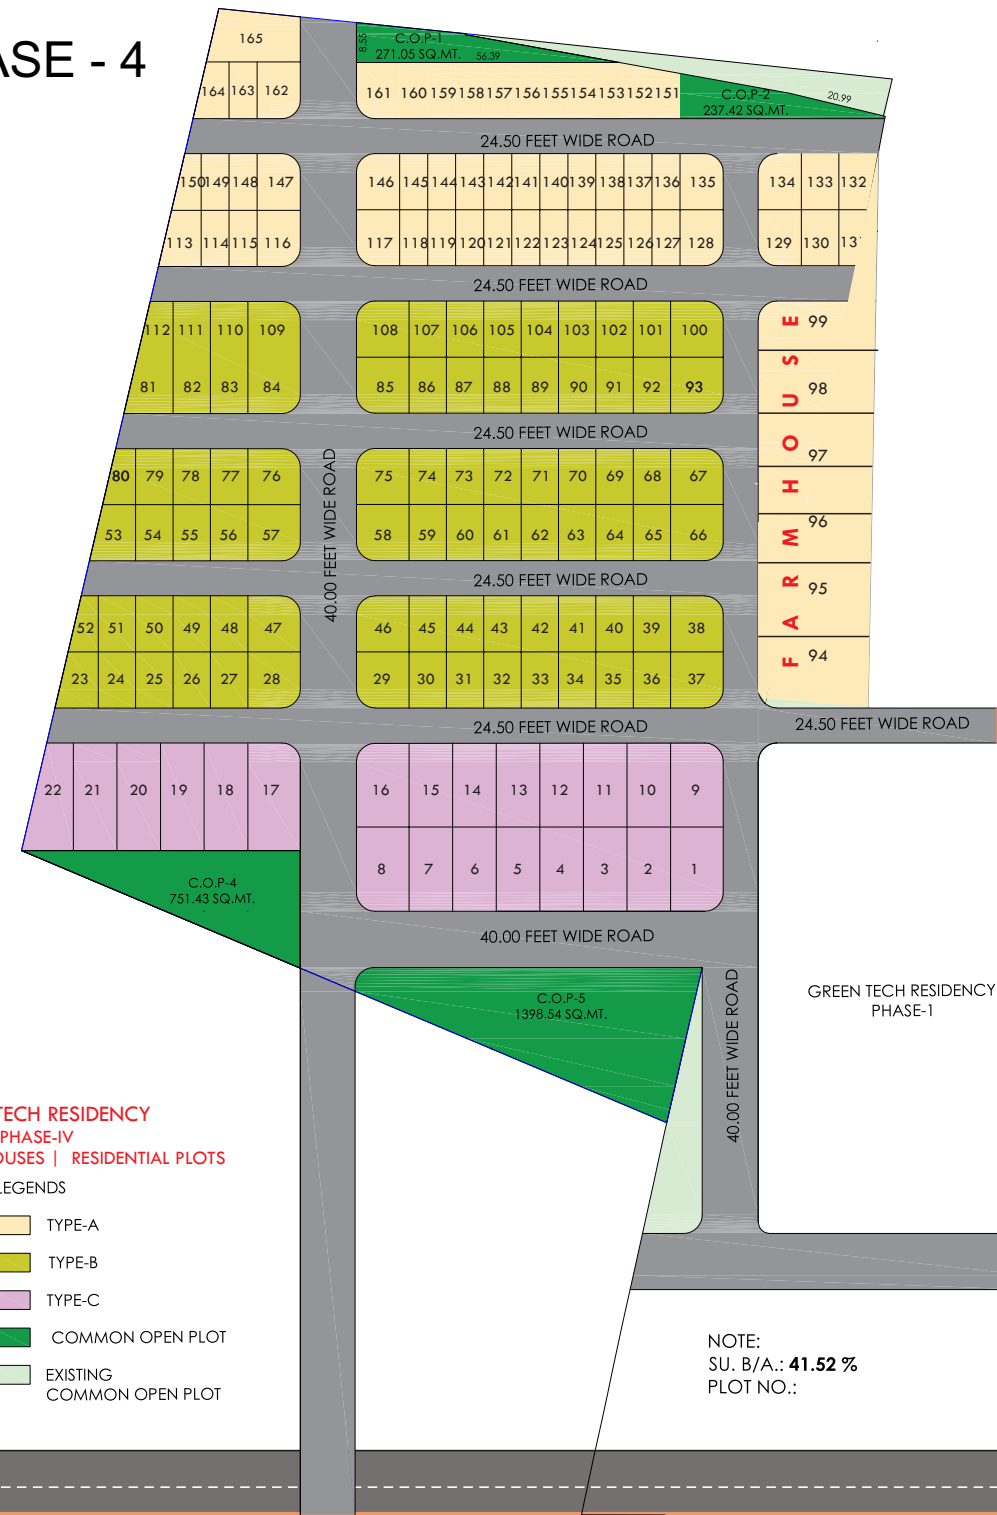 ASE - 4
165
8.55
C.O.P-1
271.05 SQ.MT.
56.39
164 163 162
161 160 159 158 157 156 155 154 153 152 151
C.O.P-2
237.42 SQ.MT.
20.99
24.50 FEET WIDE ROAD
150 149 148 147
146 145 144 143 142 141 140 139 138 137 136 135
134 133 132
113 114 115 116
117 118 119 120 121 122 123 124 125 126 127 128
129 130 13
24.50 FEET WIDE ROAD
112 111 110 109
108 107 106 105 104 103 102 101 100
99
81 82 83 84
85 86 87 88 89 90 91 92 93
98
24.50 FEET WIDE ROAD
97
80 79 78 77 76
75 74 73 72 71 70 69 68 67
96
53 54 55 56 57
58 59 60 61 62 63 64 65 66
24.50 FEET WIDE ROAD
95
52 51 50 49 48 47
46 45 44 43 42 41 40 39 38
94
23 24 25 26 27 28
29 30 31 32 33 34 35 36 37
FARM HOUSE
40.00 FEET WIDE ROAD
24.50 FEET WIDE ROAD
24.50 FEET WIDE ROAD
22 21 20 19 18 17
16 15 14 13 12 11 10 9
8 7 6 5 4 3 2 1
C.O.P-4
751.43 SQ.MT.
40.00 FEET WIDE ROAD
C.O.P-5
1398.54 SQ.MT.
40.00 FEET WIDE ROAD
GREEN TECH RESIDENCY
PHASE-1
TECH RESIDENCY
PHASE-IV
OUSES | RESIDENTIAL PLOTS
LEGENDS
TYPE-A
TYPE-B
TYPE-C
COMMON OPEN PLOT
EXISTING
COMMON OPEN PLOT
NOTE:
SU. B/A.: 41.52 %
PLOT NO.: